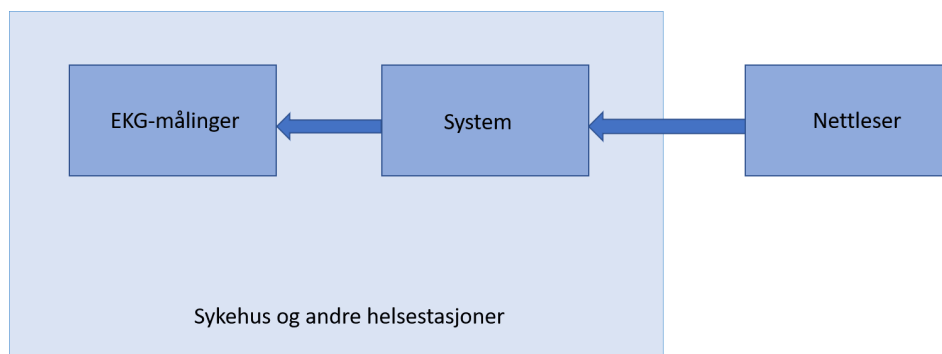 EKG-målinger
System
Nettleser
Sykehus og andre helsestasjoner